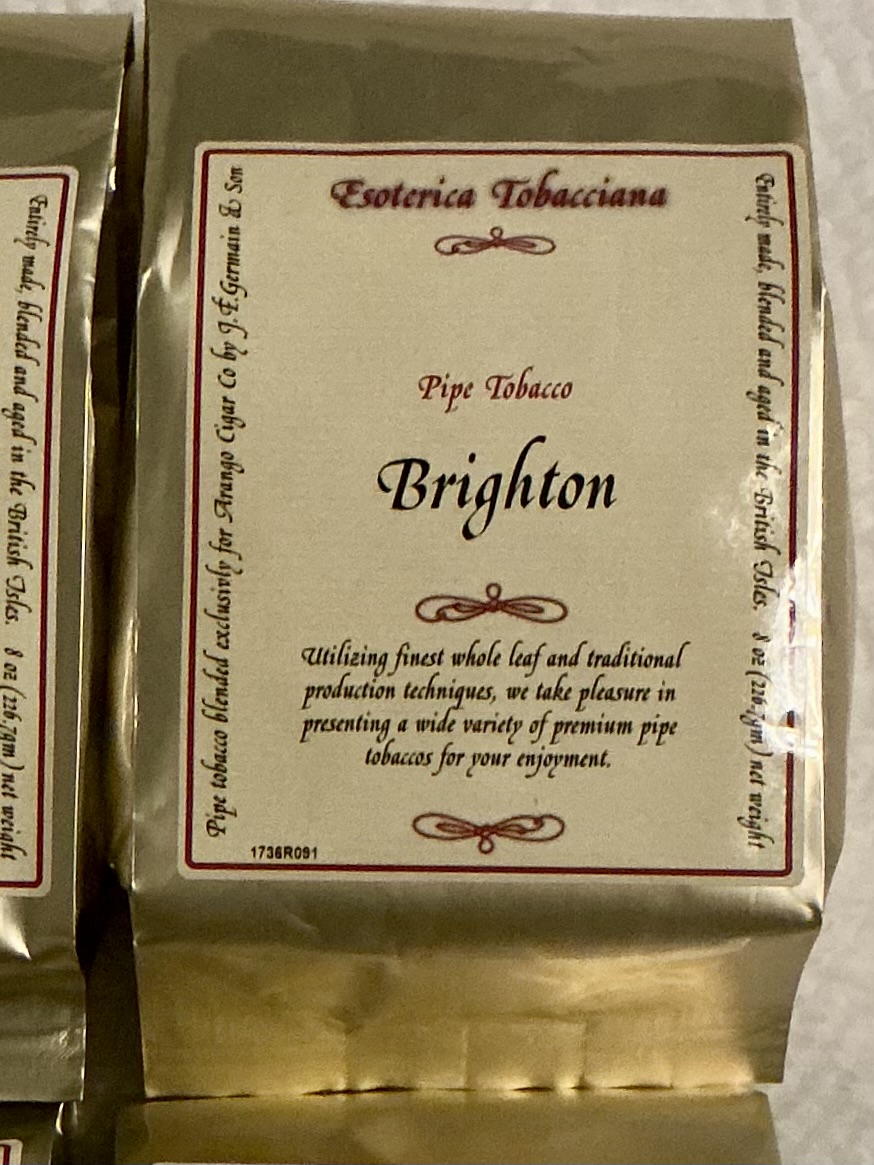 Esoterica Tobacciana
Pipe Tobacco
Brighton
Utilizing finest whole leaf and traditional
production techniques, we take pleasure in
presenting a wide variety of premium pipe
tobaccos for your enjoyment.
1736R091
Pipe tobacco blended exclusivly for Arango Cigar Co by J.F.Germain & Son
Entirely made, blended and aged in the British Isles. 8 oz (226.7gm) net weight
Entirely made, blended and aged in the British Isles. 8 oz (226.7gm) net weight